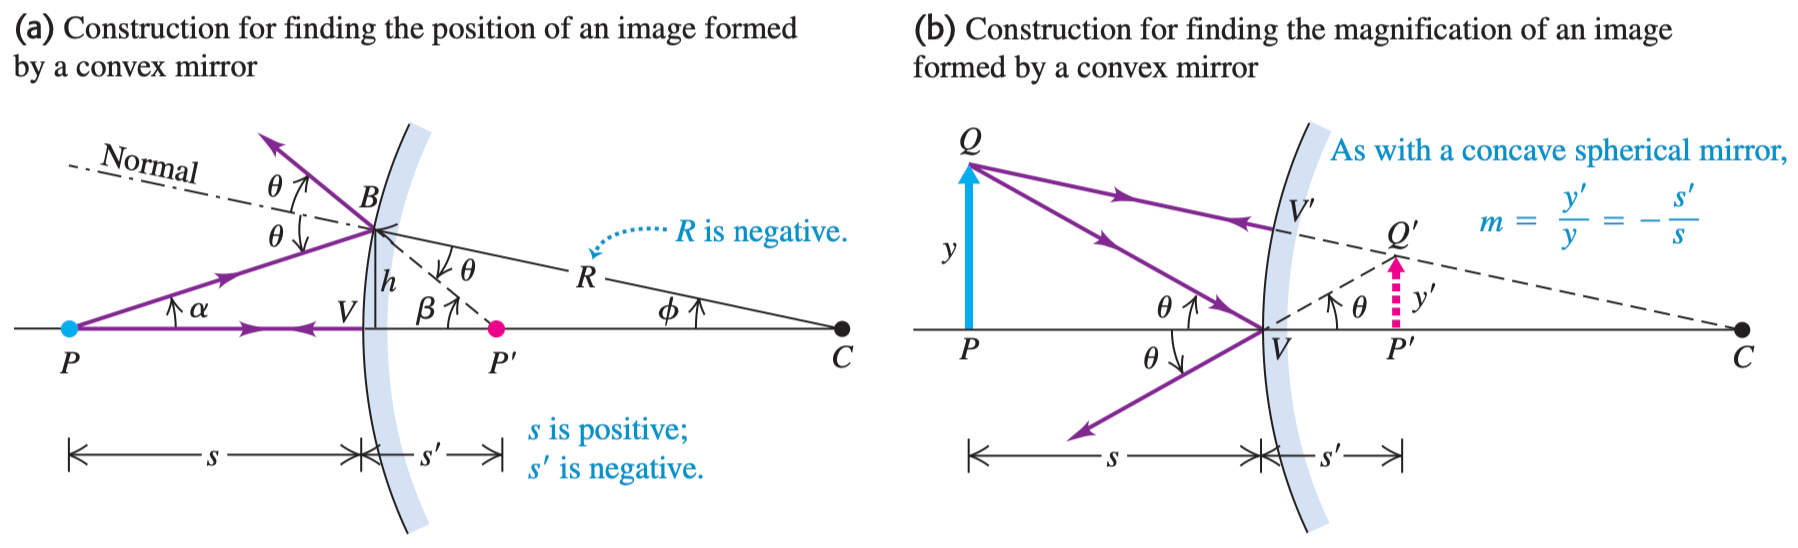 (a) Construction for finding the position of an image formed
by a convex mirror
Normal
θ
θ
B
h
α
V
β
θ
R is negative.
R
ϕ
P
P′
C
s
s′
s is positive;
s′ is negative.
(b) Construction for finding the magnification of an image
formed by a convex mirror
Q
As with a concave spherical mirror,
m = y′/y = − s′/s
V′
Q′
y
θ
θ
θ
y′
P
V
P′
C
s
s′